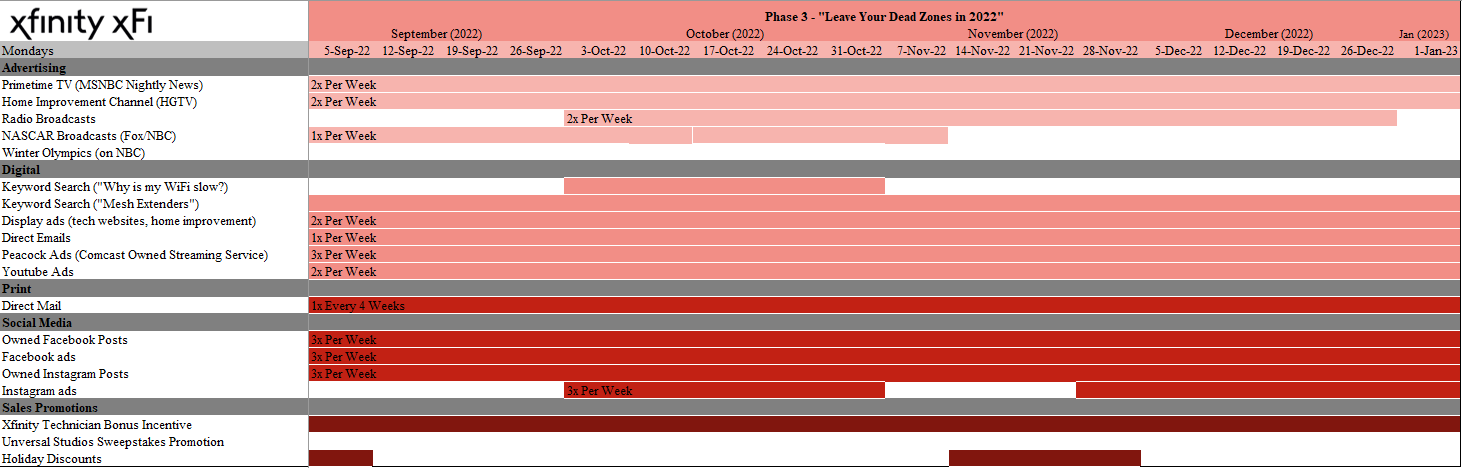 xfinity xFi
Phase 3 - "Leave Your Dead Zones in 2022"
September (2022) October (2022) November (2022) December (2022) Jan (2023)
Mondays 5-Sep-22 12-Sep-22 19-Sep-22 26-Sep-22 3-Oct-22 10-Oct-22 17-Oct-22 24-Oct-22 31-Oct-22 7-Nov-22 14-Nov-22 21-Nov-22 28-Nov-22 5-Dec-22 12-Dec-22 19-Dec-22 26-Dec-22 1-Jan-23
Advertising
Primetime TV (MSNBC Nightly News) 2x Per Week
Home Improvement Channel (HGTV) 2x Per Week
Radio Broadcasts 2x Per Week
NASCAR Broadcasts (Fox/NBC) 1x Per Week
Winter Olympics (on NBC)
Digital
Keyword Search ("Why is my WiFi slow?)
Keyword Search ("Mesh Extenders")
Display ads (tech websites, home improvement) 2x Per Week
Direct Emails 1x Per Week
Peacock Ads (Comcast Owned Streaming Service) 3x Per Week
Youtube Ads 2x Per Week
Print
Direct Mail 1x Every 4 Weeks
Social Media
Owned Facebook Posts 3x Per Week
Facebook ads 3x Per Week
Owned Instagram Posts 3x Per Week
Instagram ads 3x Per Week
Sales Promotions
Xfinity Technician Bonus Incentive
Unversal Studios Sweepstakes Promotion
Holiday Discounts